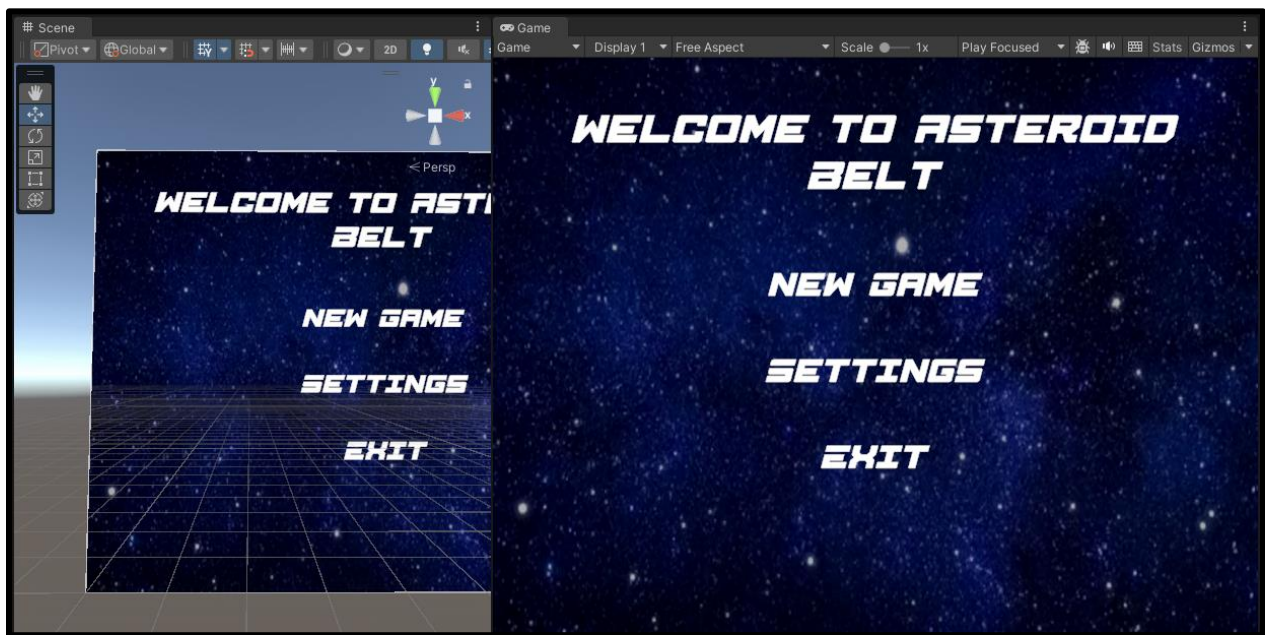 Scene
Pivot Global 2D
y
x
Persp
WELCOME TO ASTE
BELT
NEW GAME
SETTINGS
EXIT
Game
Game Display 1 Free Aspect Scale 1x Play Focused Stats Gizmos
WELCOME TO ASTEROID
BELT
NEW GAME
SETTINGS
EXIT